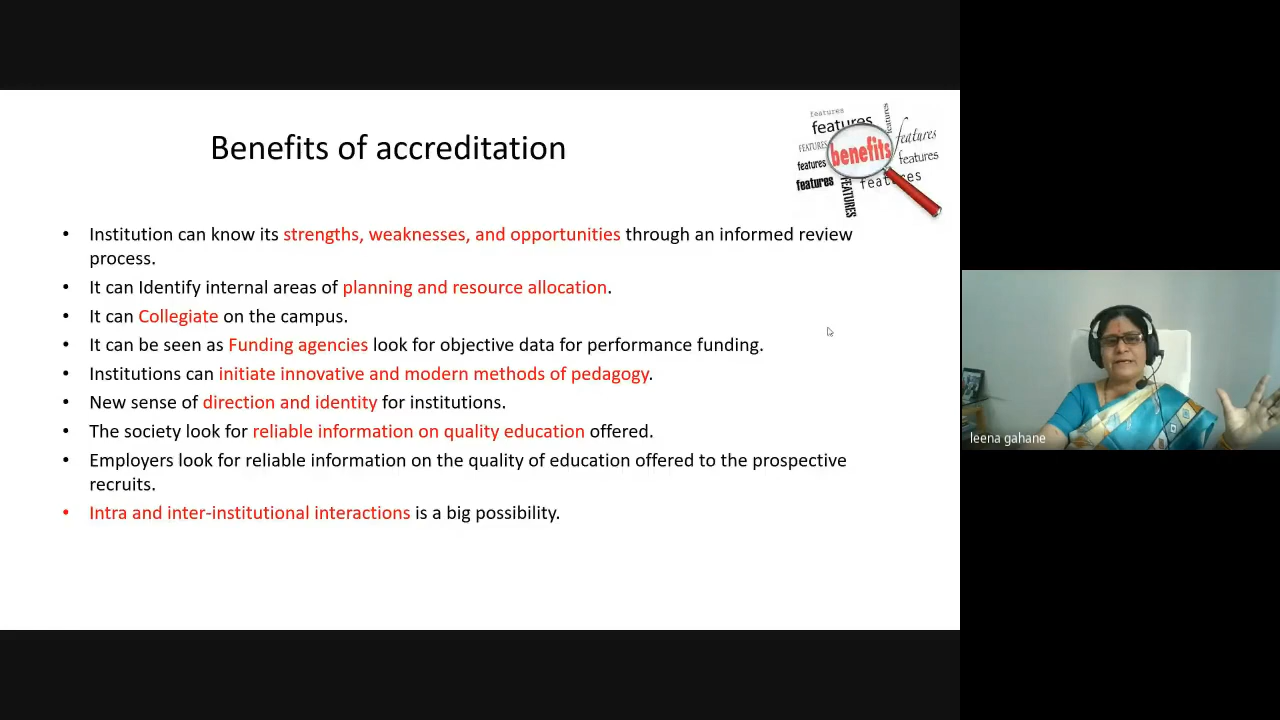 features
features
features
FEATURES
features
features
features
features
FEATURES
features
benefits
Benefits of accreditation
• Institution can know its strengths, weaknesses, and opportunities through an informed review
process.
• It can Identify internal areas of planning and resource allocation.
• It can Collegiate on the campus.
• It can be seen as Funding agencies look for objective data for performance funding.
• Institutions can initiate innovative and modern methods of pedagogy.
• New sense of direction and identity for institutions.
• The society look for reliable information on quality education offered.
• Employers look for reliable information on the quality of education offered to the prospective
recruits.
• Intra and inter-institutional interactions is a big possibility.
leena gahane